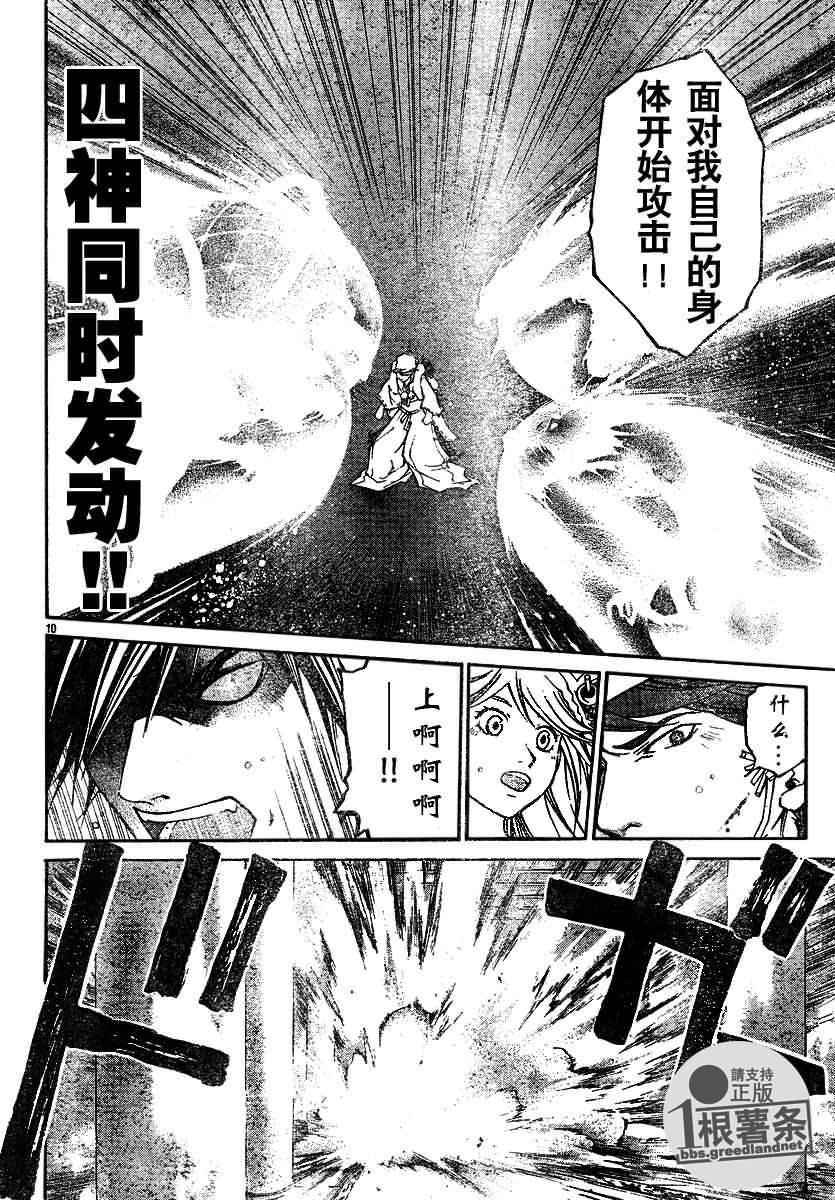 面对我自己的身
体开始攻击!!
四神同时发动!!
10
什么…
上啊啊啊
——!!
ガ
ドド
請支持
正版
1根薯条
bbs.greedland.net